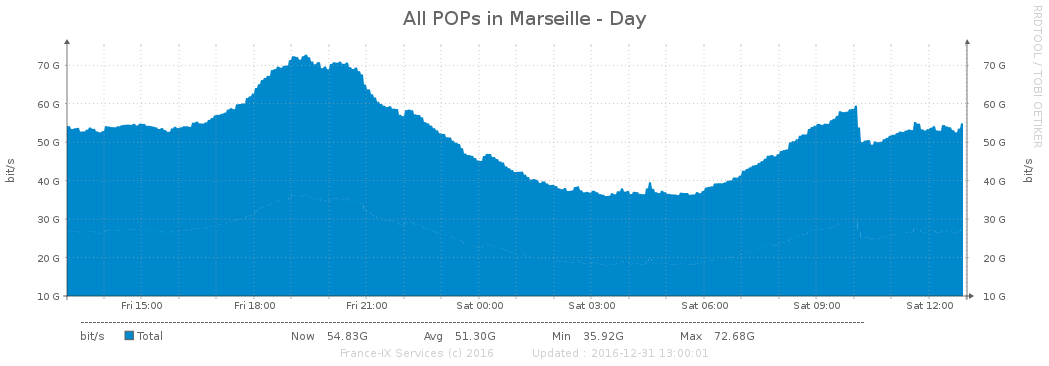 All POPs in Marseille - Day
RRDTOOL / TOBI OETIKER
bit/s
70 G
60 G
50 G
40 G
30 G
20 G
10 G
70 G
60 G
50 G
40 G
30 G
20 G
10 G
bit/s
Fri 15:00 Fri 18:00 Fri 21:00 Sat 00:00 Sat 03:00 Sat 06:00 Sat 09:00 Sat 12:00
bit/s Total Now 54.83G Avg 51.30G Min 35.92G Max 72.68G
France-IX Services (c) 2016 Updated : 2016-12-31 13:00:01